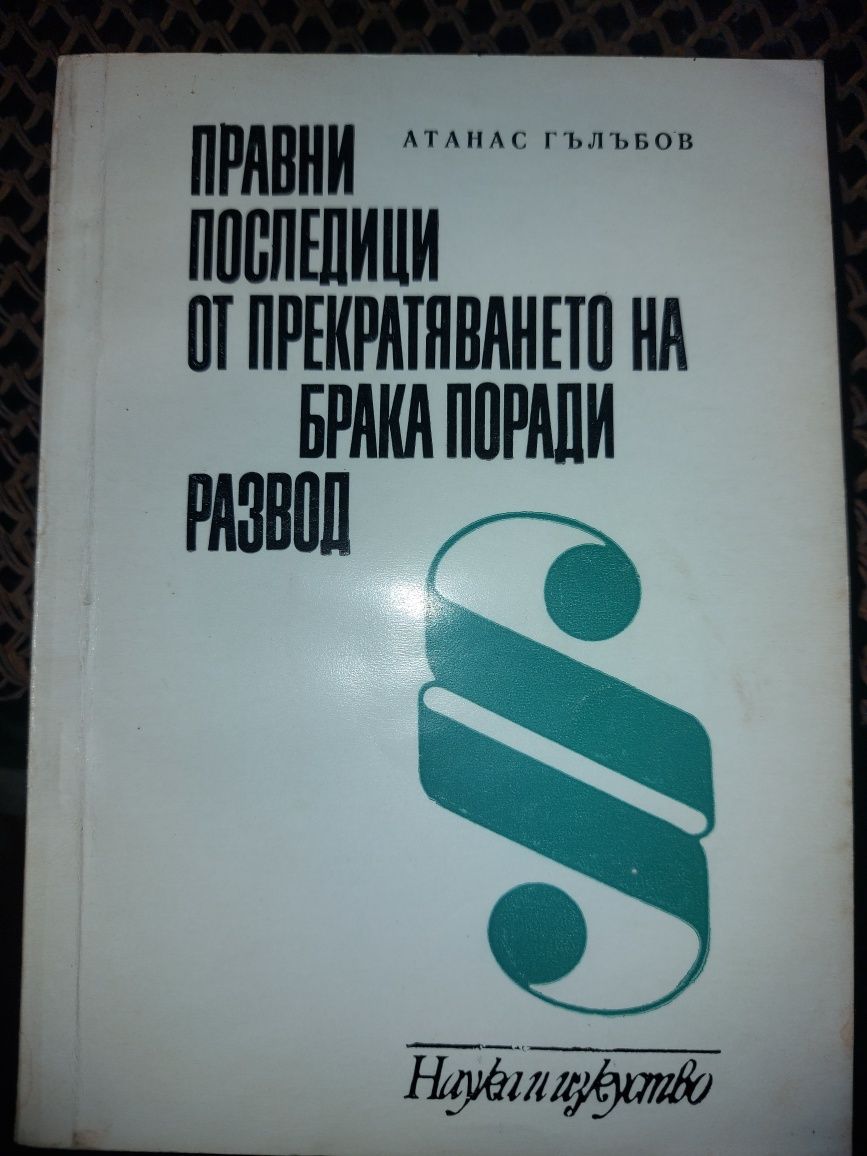 АТАНАС ГЪЛЪБОВ
ПРАВНИ
ПОСЛЕДИЦИ
ОТ ПРЕКРАТЯВАНЕТО НА
БРАКА ПОРАДИ
РАЗВОД
§
Наука и изкуство